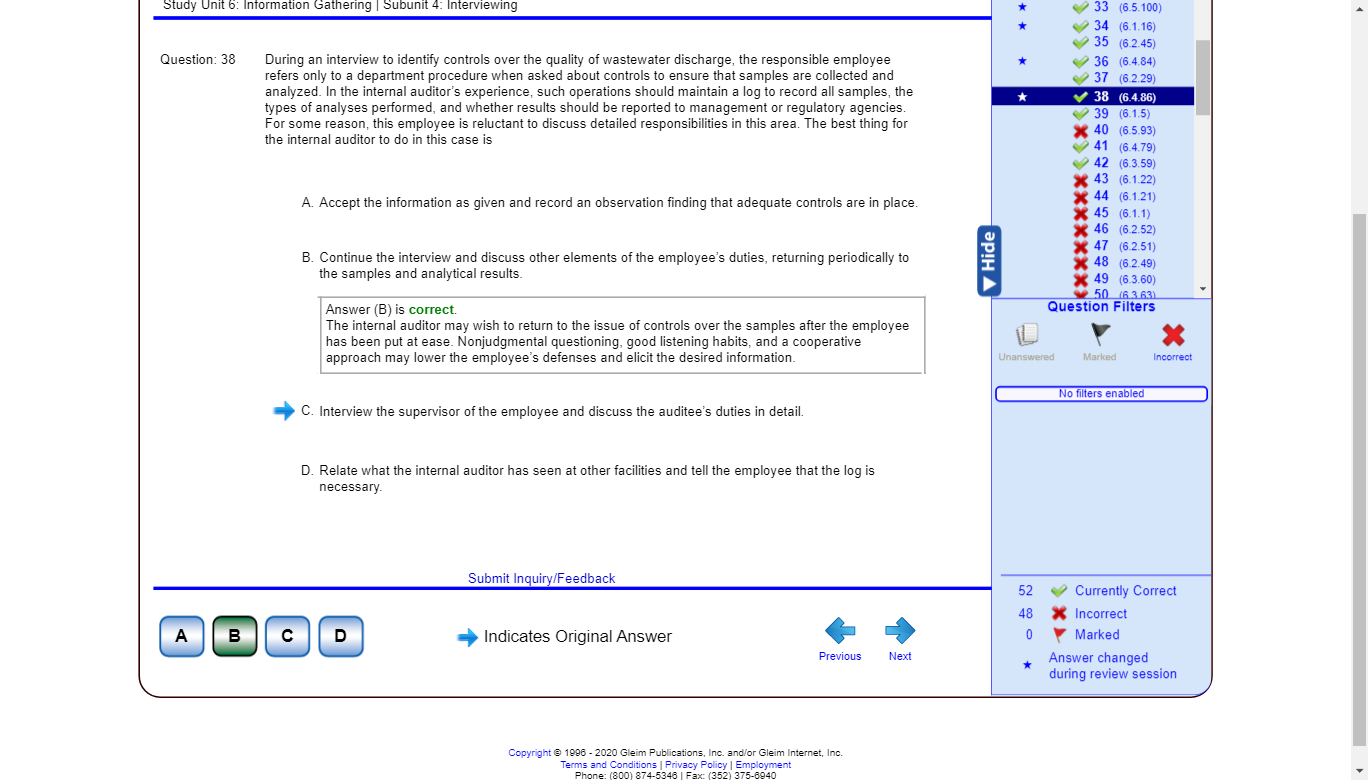 Study Unit 6: Information Gathering | Subunit 4: Interviewing
Question: 38
During an interview to identify controls over the quality of wastewater discharge, the responsible employee
refers only to a department procedure when asked about controls to ensure that samples are collected and
analyzed. In the internal auditor's experience, such operations should maintain a log to record all samples, the
types of analyses performed, and whether results should be reported to management or regulatory agencies.
For some reason, this employee is reluctant to discuss detailed responsibilities in this area. The best thing for
the internal auditor to do in this case is
A. Accept the information as given and record an observation finding that adequate controls are in place.
B. Continue the interview and discuss other elements of the employee's duties, returning periodically to
the samples and analytical results.
Answer (B) is correct.
The internal auditor may wish to return to the issue of controls over the samples after the employee
has been put at ease. Nonjudgmental questioning, good listening habits, and a cooperative
approach may lower the employee's defenses and elicit the desired information.
C. Interview the supervisor of the employee and discuss the auditee's duties in detail.
D. Relate what the internal auditor has seen at other facilities and tell the employee that the log is
necessary.
Submit Inquiry/Feedback
A B C D
Indicates Original Answer
Previous Next
33 (6.5.100)
34 (6.1.16)
35 (6.2.45)
36 (6.4.84)
37 (6.2.29)
38 (6.4.86)
39 (6.1.5)
40 (6.5.93)
41 (6.4.79)
42 (6.3.59)
43 (6.1.22)
44 (6.1.21)
45 (6.1.1)
46 (6.2.52)
47 (6.2.51)
48 (6.2.49)
49 (6.3.60)
50 (6.3.63)
Hide
Question Filters
Unanswered Marked Incorrect
No filters enabled
52 Currently Correct
48 Incorrect
0 Marked
Answer changed
during review session
Copyright © 1996 - 2020 Gleim Publications, Inc. and/or Gleim Internet, Inc.
Terms and Conditions | Privacy Policy | Employment
Phone: (800) 874-5346 | Fax: (352) 375-6940